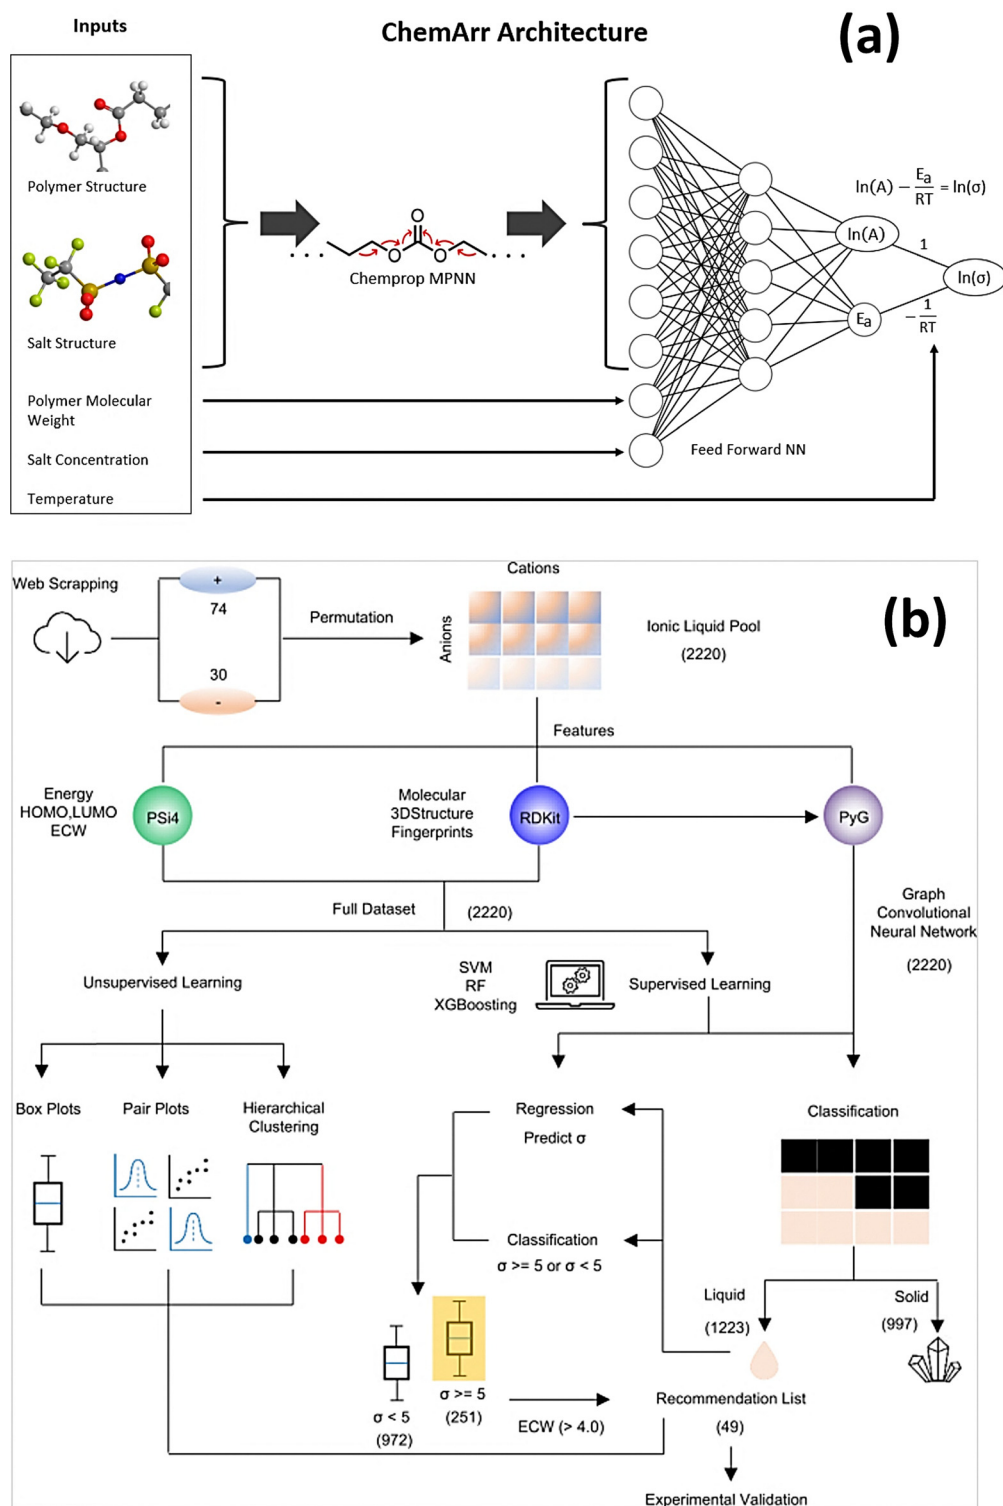 Inputs
ChemArr Architecture
(a)
Polymer Structure
Salt Structure
Polymer Molecular
Weight
Salt Concentration
Temperature
O
O
O
Chemprop MPNN
ln(A) − Ea/RT = ln(σ)
ln(A)
1
ln(σ)
Ea
− 1/RT
Feed Forward NN
(b)
Web Scrapping
+
74
30
-
Permutation
Cations
Anions
Ionic Liquid Pool
(2220)
Features
Energy
HOMO,LUMO
ECW
PSi4
Molecular
3DStructure
Fingerprints
RDKit
PyG
Full Dataset
(2220)
Graph
Convolutional
Neural Network
(2220)
Unsupervised Learning
SVM
RF
XGBoosting
Supervised Learning
Box Plots
Pair Plots
Hierarchical
Clustering
Regression
Predict σ
Classification
σ >= 5 or σ < 5
Classification
Liquid
(1223)
Solid
(997)
σ < 5
(972)
σ >= 5
(251)
ECW (> 4.0)
Recommendation List
(49)
Experimental Validation